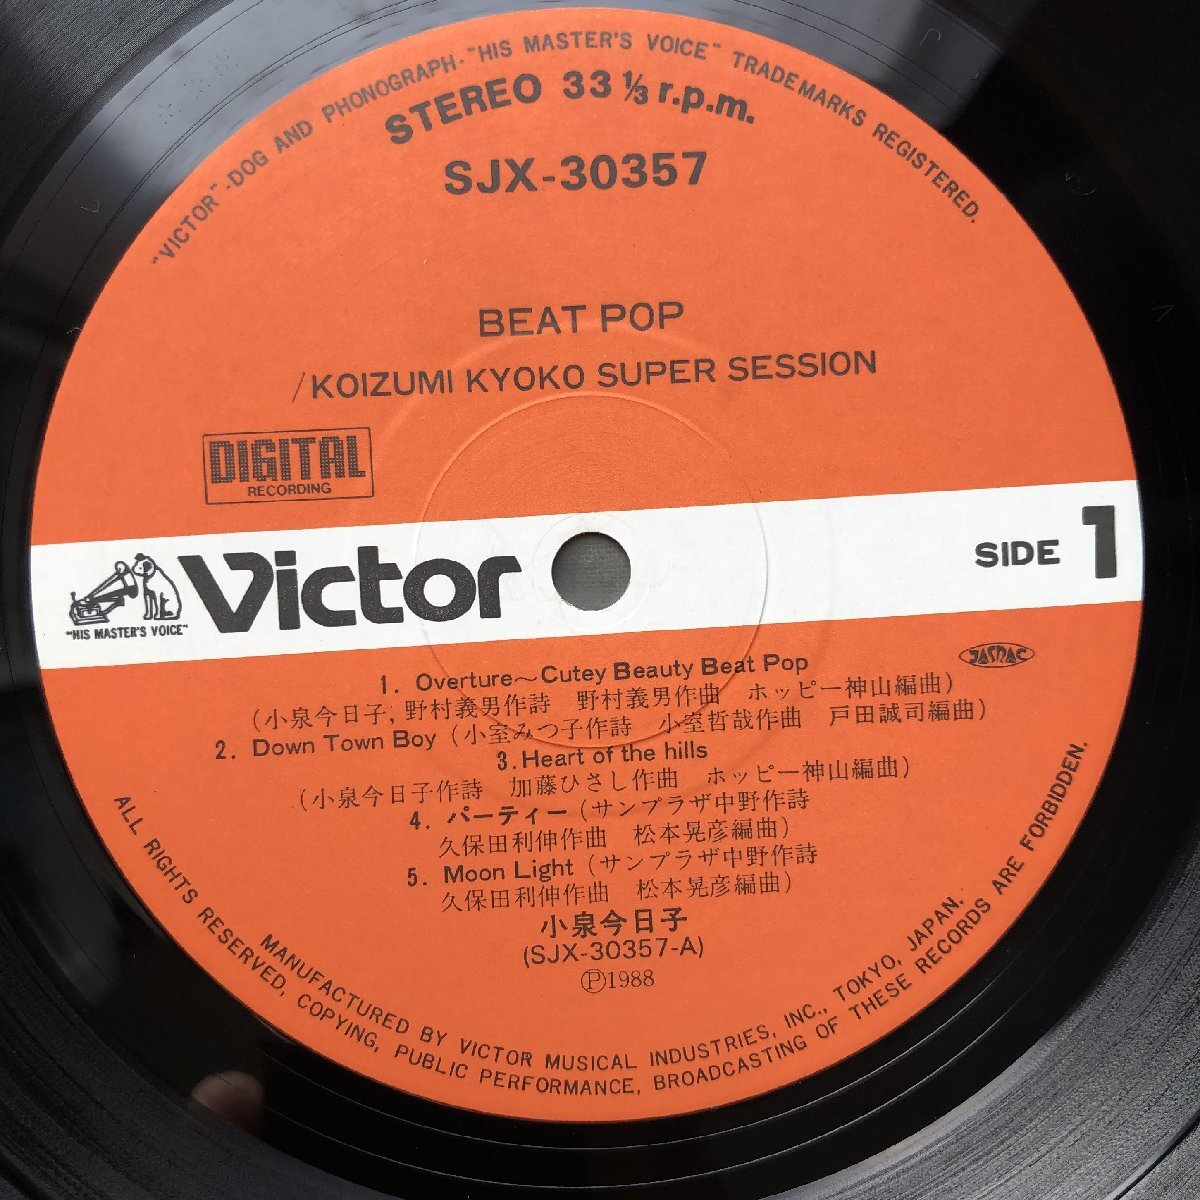 "VICTOR"-DOG AND PHONOGRAPH-"HIS MASTER'S VOICE" TRADEMARKS REGISTERED.
STEREO 33 ⅓ r.p.m.
SJX-30357
BEAT POP
/KOIZUMI KYOKO SUPER SESSION
DIGITAL
RECORDING
"HIS MASTER'S VOICE"
Victor
SIDE 1
JASRAC
1. Overture～Cutey Beauty Beat Pop
(小泉今日子, 野村義男作詩 野村義男作曲 ホッピー神山編曲)
2. Down Town Boy (小室みつ子作詩 小室哲哉作曲 戸田誠司編曲)
3. Heart of the hills
(小泉今日子作詩 加藤ひさし作曲 ホッピー神山編曲)
4. パーティー (サンプラザ中野作詩
久保田利伸作曲 松本晃彦編曲)
5. Moon Light (サンプラザ中野作詩
久保田利伸作曲 松本晃彦編曲)
小泉今日子
(SJX-30357-A)
Ⓟ1988
MANUFACTURED BY VICTOR MUSICAL INDUSTRIES, INC., TOKYO, JAPAN.
ALL RIGHTS RESERVED, COPYING, PUBLIC PERFORMANCE, BROADCASTING OF THESE RECORDS ARE FORBIDDEN.